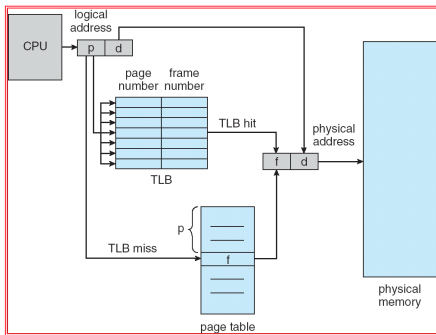 logical
address
CPU
p d
page
number
frame
number
TLB hit
physical
address
f d
TLB
p
TLB miss
f
physical
memory
page table